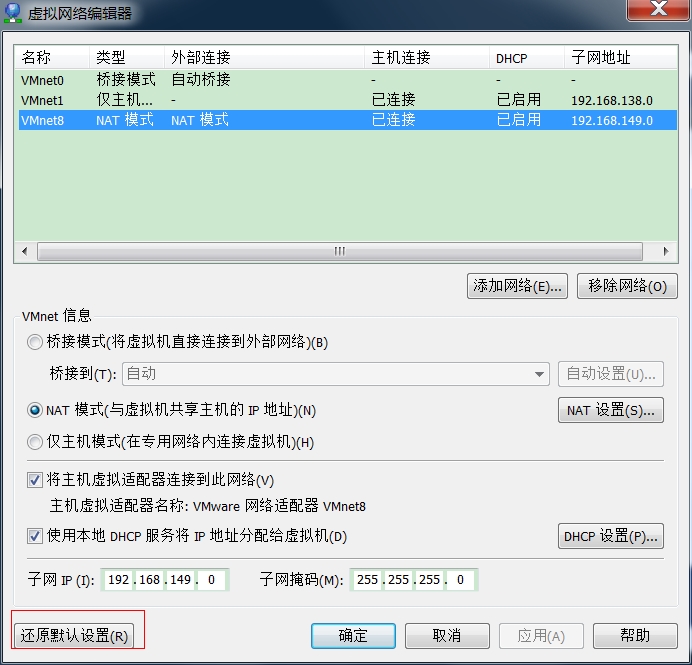 虚拟网络编辑器
名称 类型 外部连接 主机连接 DHCP 子网地址
VMnet0 桥接模式 自动桥接 - - -
VMnet1 仅主机... - 已连接 已启用 192.168.138.0
VMnet8 NAT 模式 NAT 模式 已连接 已启用 192.168.149.0
添加网络(E)... 移除网络(O)
VMnet 信息
桥接模式(将虚拟机直接连接到外部网络)(B)
桥接到(T): 自动 自动设置(U)...
NAT 模式(与虚拟机共享主机的 IP 地址)(N) NAT 设置(S)...
仅主机模式(在专用网络内连接虚拟机)(H)
将主机虚拟适配器连接到此网络(V)
主机虚拟适配器名称: VMware 网络适配器 VMnet8
使用本地 DHCP 服务将 IP 地址分配给虚拟机(D) DHCP 设置(P)...
子网 IP (I): 192 .168 .149 . 0 子网掩码(M): 255 .255 .255 . 0
还原默认设置(R) 确定 取消 应用(A) 帮助